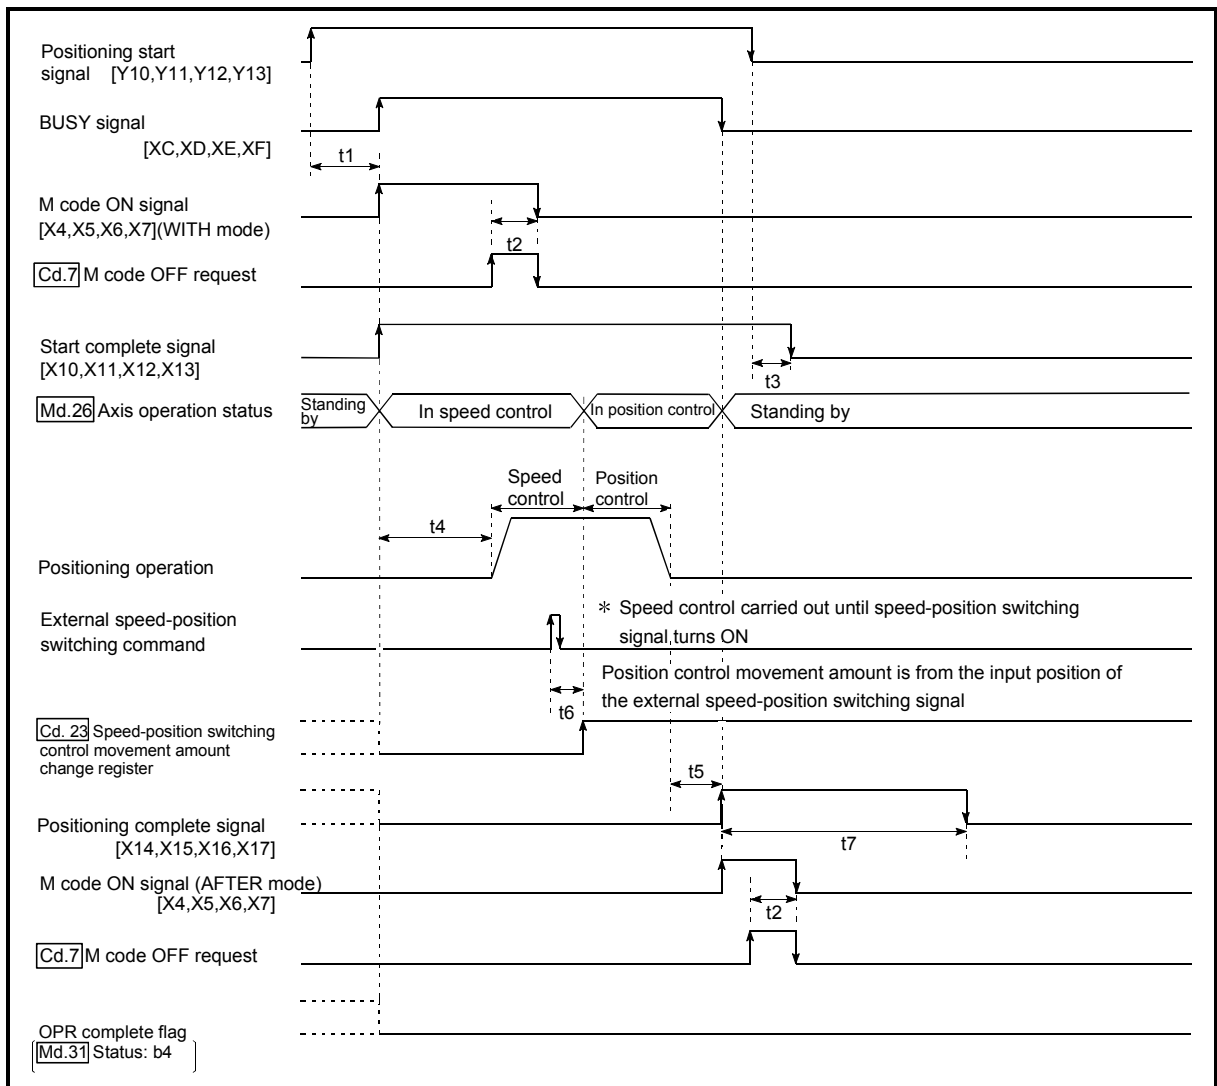 Positioning start
signal [Y10,Y11,Y12,Y13]
BUSY signal
[XC,XD,XE,XF]
t1
M code ON signal
[X4,X5,X6,X7](WITH mode)
t2
Cd.7 M code OFF request
Start complete signal
[X10,X11,X12,X13]
t3
Md.26 Axis operation status
Standing
by
In speed control
In position control
Standing by
Speed
control
Position
control
t4
Positioning operation
External speed-position
switching command
* Speed control carried out until speed-position switching
signal turns ON
Position control movement amount is from the input position of
the external speed-position switching signal
t6
Cd. 23 Speed-position switching
control movement amount
change register
t5
Positioning complete signal
[X14,X15,X16,X17]
t7
M code ON signal (AFTER mode)
[X4,X5,X6,X7]
t2
Cd.7 M code OFF request
OPR complete flag
Md.31 Status: b4